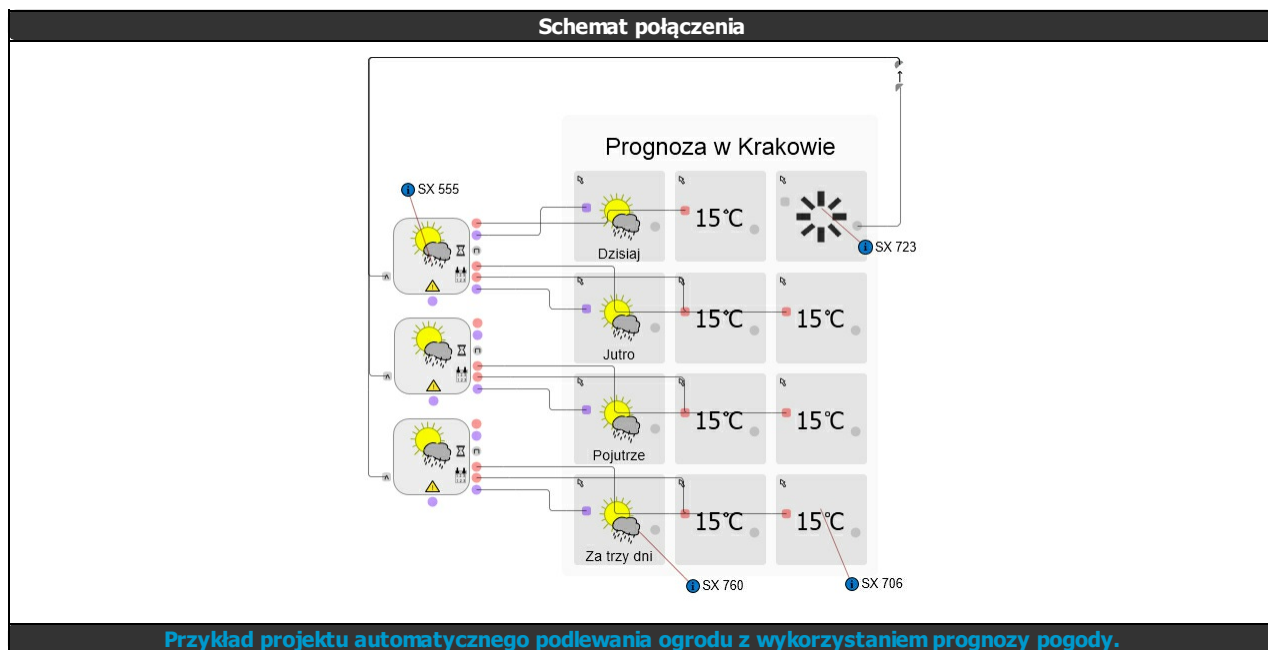 Schemat połączenia
Prognoza w Krakowie
SX 555
15°C
SX 723
Dzisiaj
15°C
15°C
Jutro
15°C
15°C
Pojutrze
15°C
15°C
Za trzy dni
SX 760
SX 706
Przykład projektu automatycznego podlewania ogrodu z wykorzystaniem prognozy pogody.